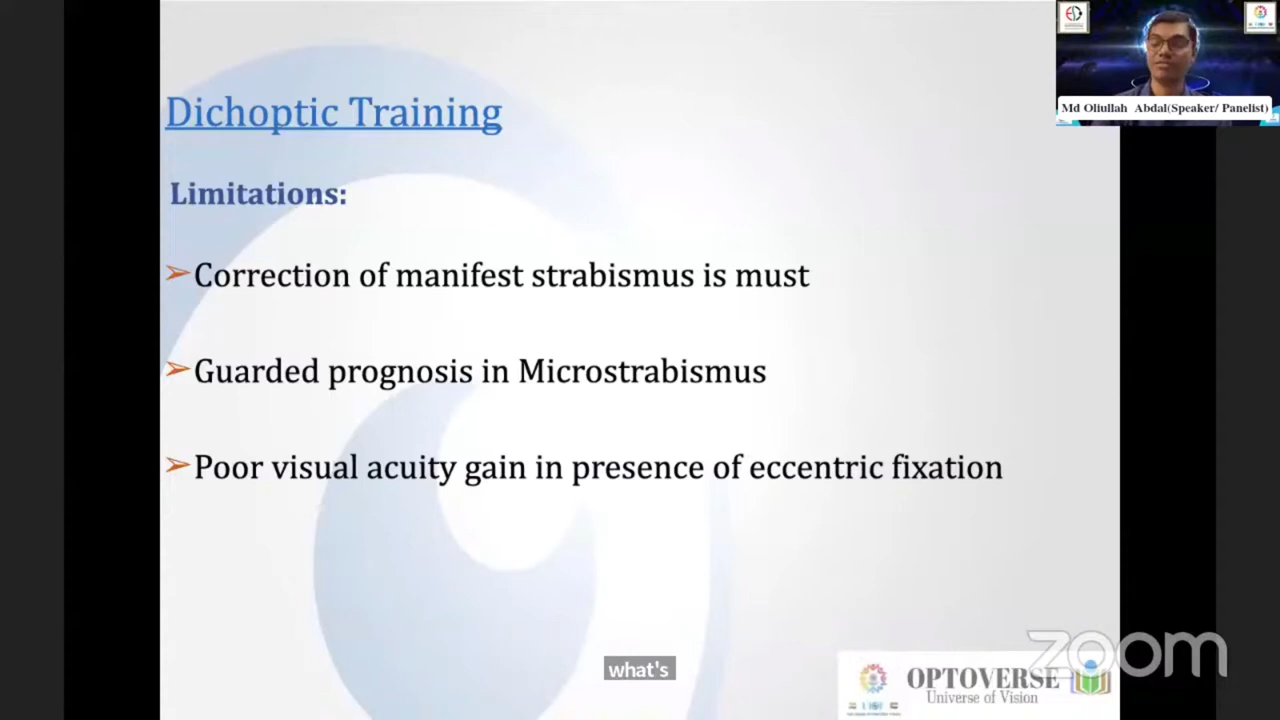 Dichoptic Training
Limitations:
➢Correction of manifest strabismus is must
➢Guarded prognosis in Microstrabismus
➢Poor visual acuity gain in presence of eccentric fixation
Md Oliullah Abdal(Speaker/ Panelist)
what's
zoom
OPTOVERSE
Universe of Vision